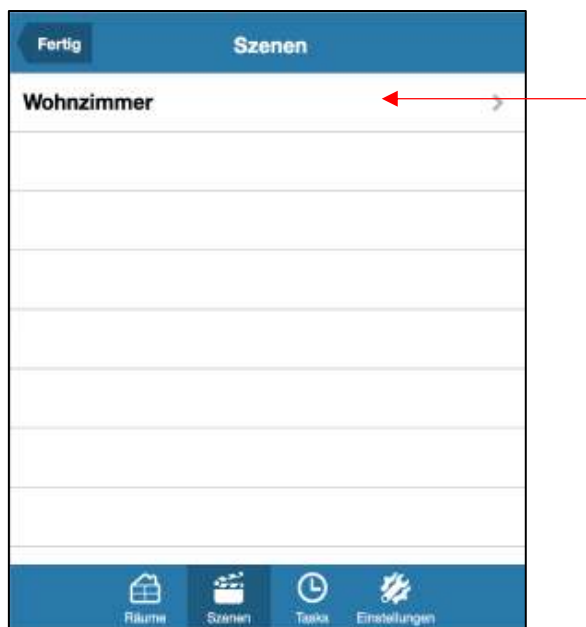 Fertig
Szenen
Wohnzimmer
Räume
Szenen
Tasks
Einstellungen